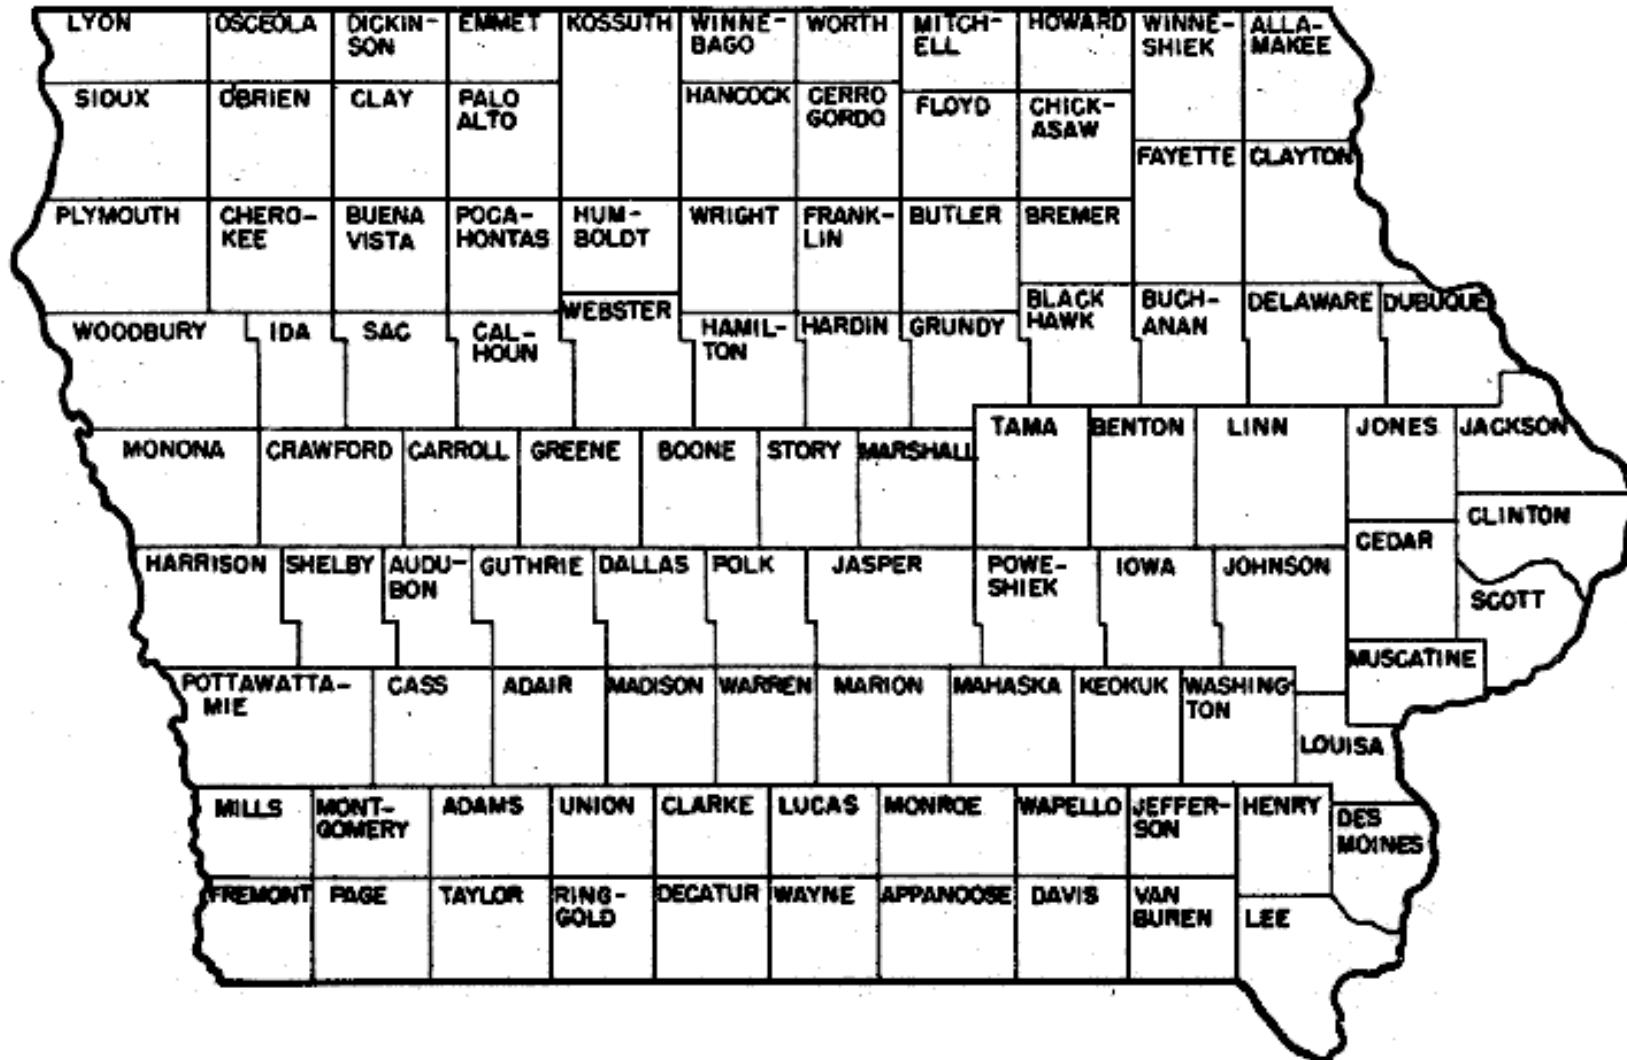 LYON OSCEOLA DICKIN- EMMET KOSSUTH WINNE- WORTH MITCH- HOWARD WINNE- ALLA-
SON BAGO ELL SHIEK MAKEE
SIOUX O'BRIEN CLAY PALO HANCOCK CERRO FLOYD CHICK-
ALTO GORDO ASAW
FAYETTE CLAYTON
PLYMOUTH CHERO- BUENA POCA- HUM- WRIGHT FRANK- BUTLER BREMER
KEE VISTA HONTAS BOLDT LIN
WEBSTER BLACK BUCH- DELAWARE DUBUQUE
HAWK ANAN
WOODBURY IDA SAC CAL- HAMIL- HARDIN GRUNDY
HOUN TON
TAMA BENTON LINN JONES JACKSON
MONONA CRAWFORD CARROLL GREENE BOONE STORY MARSHALL
CLINTON
CEDAR
HARRISON SHELBY AUDU- GUTHRIE DALLAS POLK JASPER POWE- IOWA JOHNSON
BON SHIEK
SCOTT
MUSCATINE
POTTAWATTA- CASS ADAIR MADISON WARREN MARION MAHASKA KEOKUK WASHING-
MIE TON
LOUISA
MILLS MONT- ADAMS UNION CLARKE LUCAS MONROE WAPELLO JEFFER- HENRY
GOMERY SON
DES
MOINES
FREMONT PAGE TAYLOR RING- DECATUR WAYNE APPANOOSE DAVIS VAN
GOLD BUREN LEE